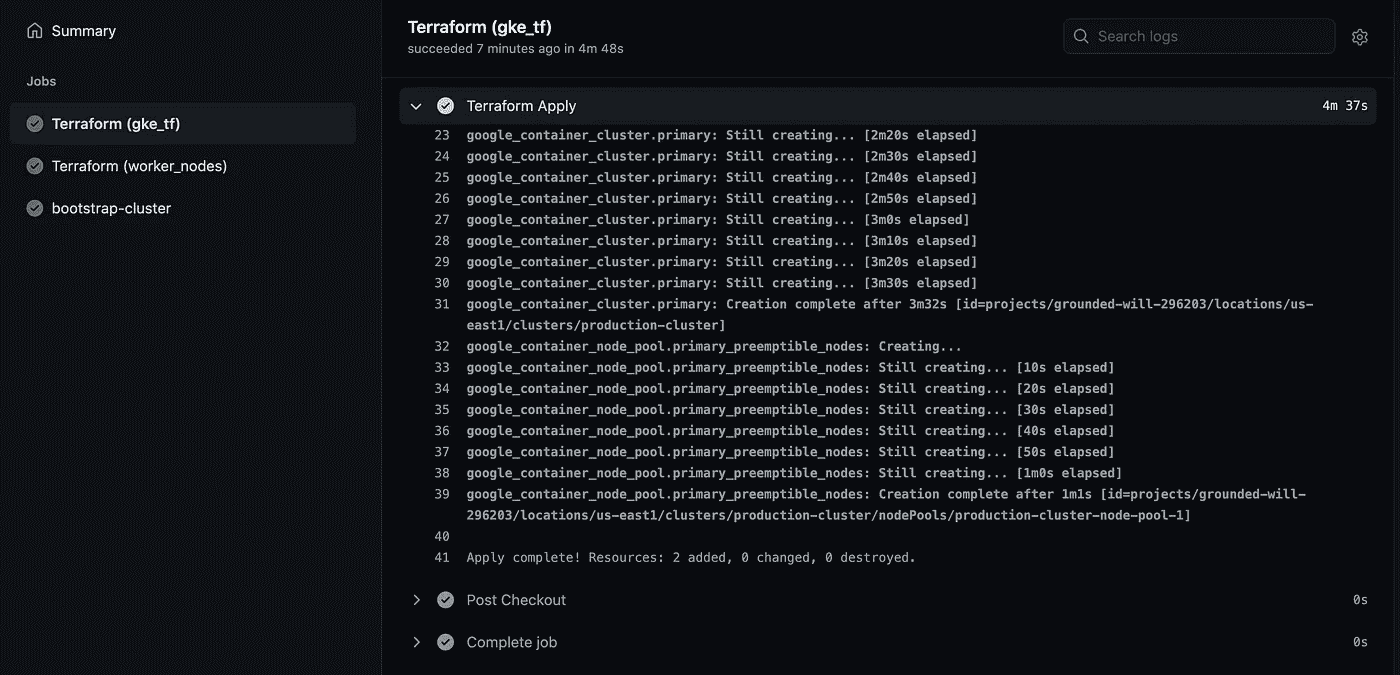 Summary
Jobs
Terraform (gke_tf)
Terraform (worker_nodes)
bootstrap-cluster
Terraform (gke_tf)
succeeded 7 minutes ago in 4m 48s
Search logs
Terraform Apply 4m 37s
23 google_container_cluster.primary: Still creating... [2m20s elapsed]
24 google_container_cluster.primary: Still creating... [2m30s elapsed]
25 google_container_cluster.primary: Still creating... [2m40s elapsed]
26 google_container_cluster.primary: Still creating... [2m50s elapsed]
27 google_container_cluster.primary: Still creating... [3m0s elapsed]
28 google_container_cluster.primary: Still creating... [3m10s elapsed]
29 google_container_cluster.primary: Still creating... [3m20s elapsed]
30 google_container_cluster.primary: Still creating... [3m30s elapsed]
31 google_container_cluster.primary: Creation complete after 3m32s [id=projects/grounded-will-296203/locations/us-
east1/clusters/production-cluster]
32 google_container_node_pool.primary_preemptible_nodes: Creating...
33 google_container_node_pool.primary_preemptible_nodes: Still creating... [10s elapsed]
34 google_container_node_pool.primary_preemptible_nodes: Still creating... [20s elapsed]
35 google_container_node_pool.primary_preemptible_nodes: Still creating... [30s elapsed]
36 google_container_node_pool.primary_preemptible_nodes: Still creating... [40s elapsed]
37 google_container_node_pool.primary_preemptible_nodes: Still creating... [50s elapsed]
38 google_container_node_pool.primary_preemptible_nodes: Still creating... [1m0s elapsed]
39 google_container_node_pool.primary_preemptible_nodes: Creation complete after 1m1s [id=projects/grounded-will-
296203/locations/us-east1/clusters/production-cluster/nodePools/production-cluster-node-pool-1]
40
41 Apply complete! Resources: 2 added, 0 changed, 0 destroyed.
Post Checkout 0s
Complete job 0s